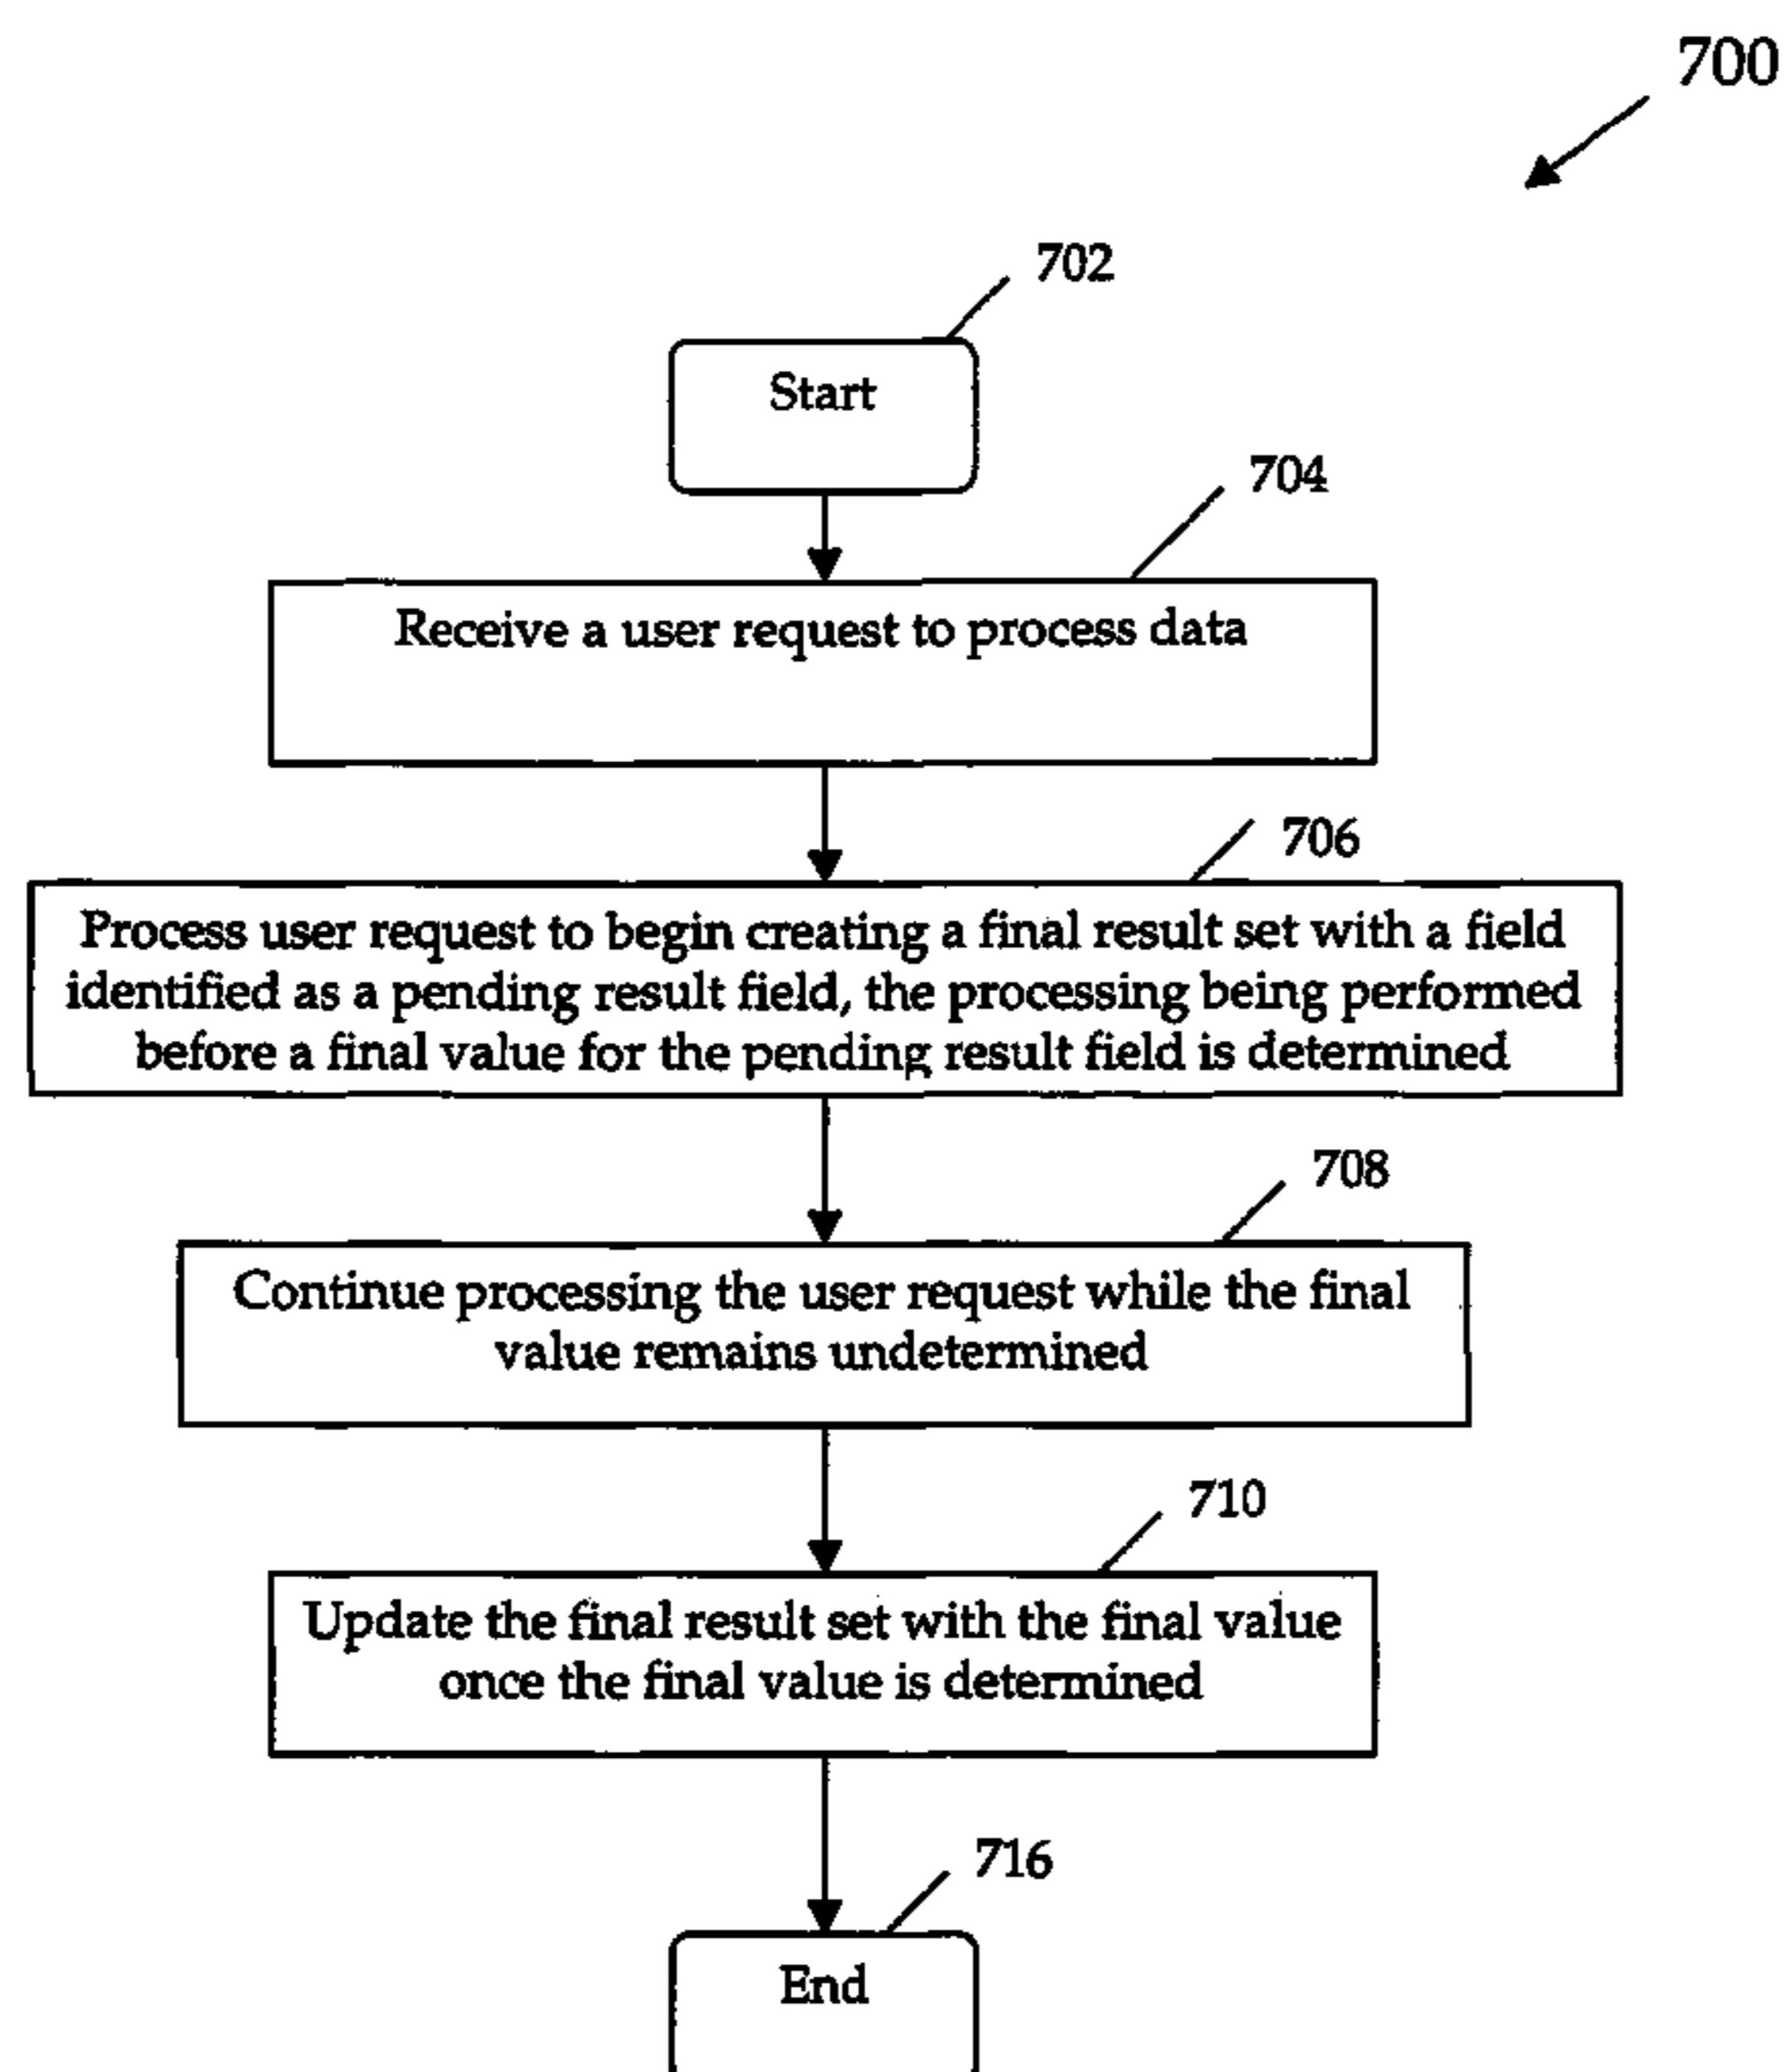 700
702
Start
704
Receive a user request to process data
706
Process user request to begin creating a final result set with a field
identified as a pending result field, the processing being performed
before a final value for the pending result field is determined
708
Continue processing the user request while the final
value remains undetermined
710
Update the final result set with the final value
once the final value is determined
716
End